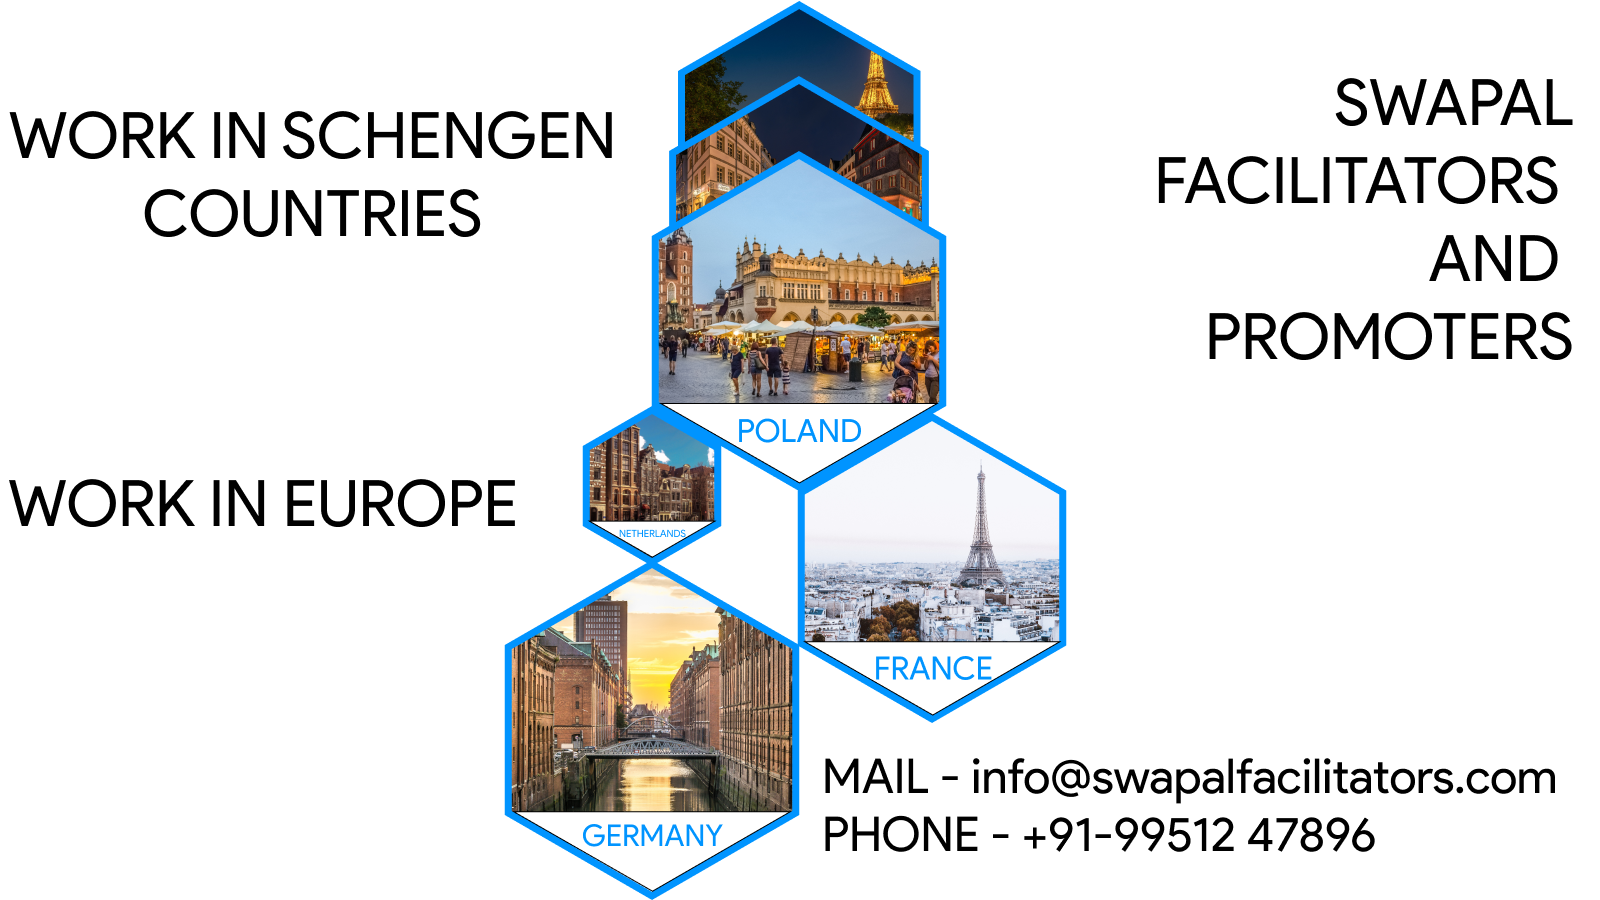 WORK IN SCHENGEN
COUNTRIES
SWAPAL
FACILITATORS
AND
PROMOTERS
POLAND
WORK IN EUROPE
NETHERLANDS
FRANCE
GERMANY
MAIL - info@swapalfacilitators.com
PHONE - +91-99512 47896